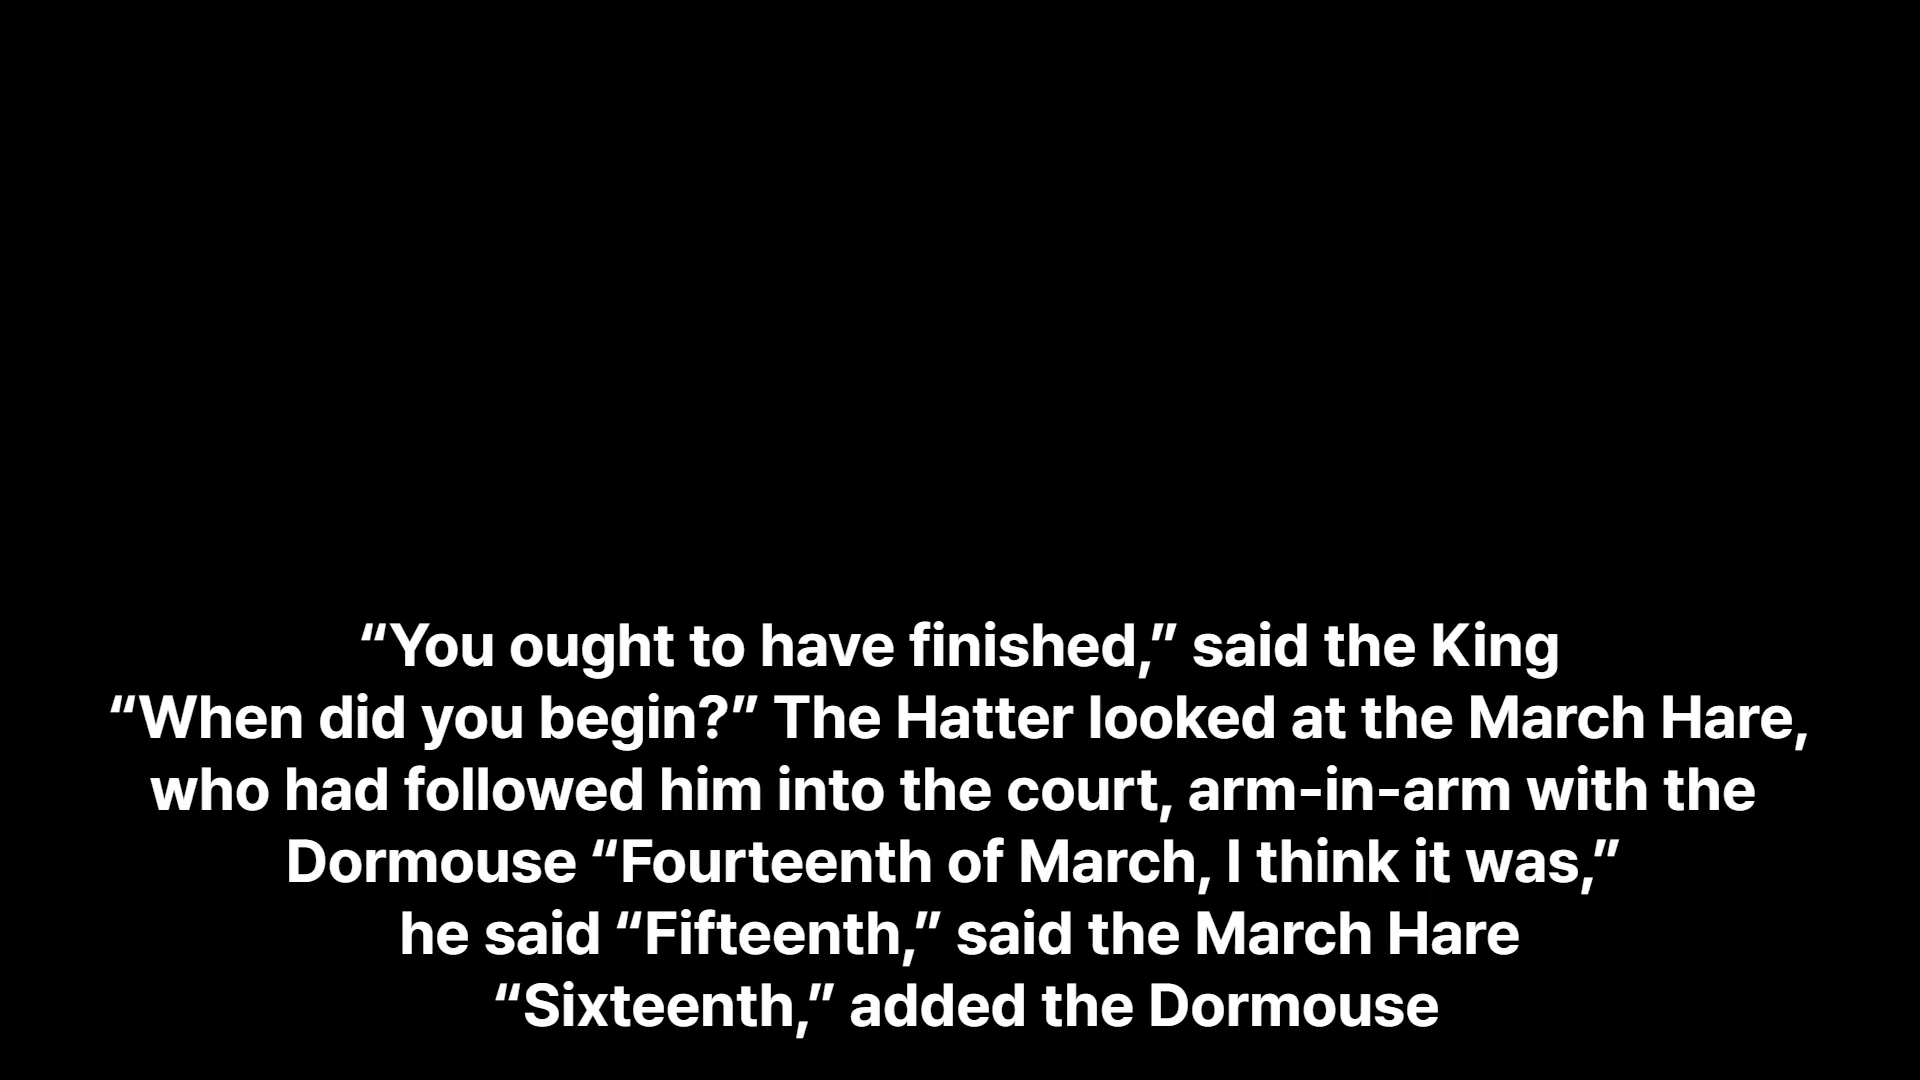 “You ought to have finished,” said the King
“When did you begin?” The Hatter looked at the March Hare,
who had followed him into the court, arm-in-arm with the
Dormouse “Fourteenth of March, I think it was,”
he said “Fifteenth,” said the March Hare
“Sixteenth,” added the Dormouse